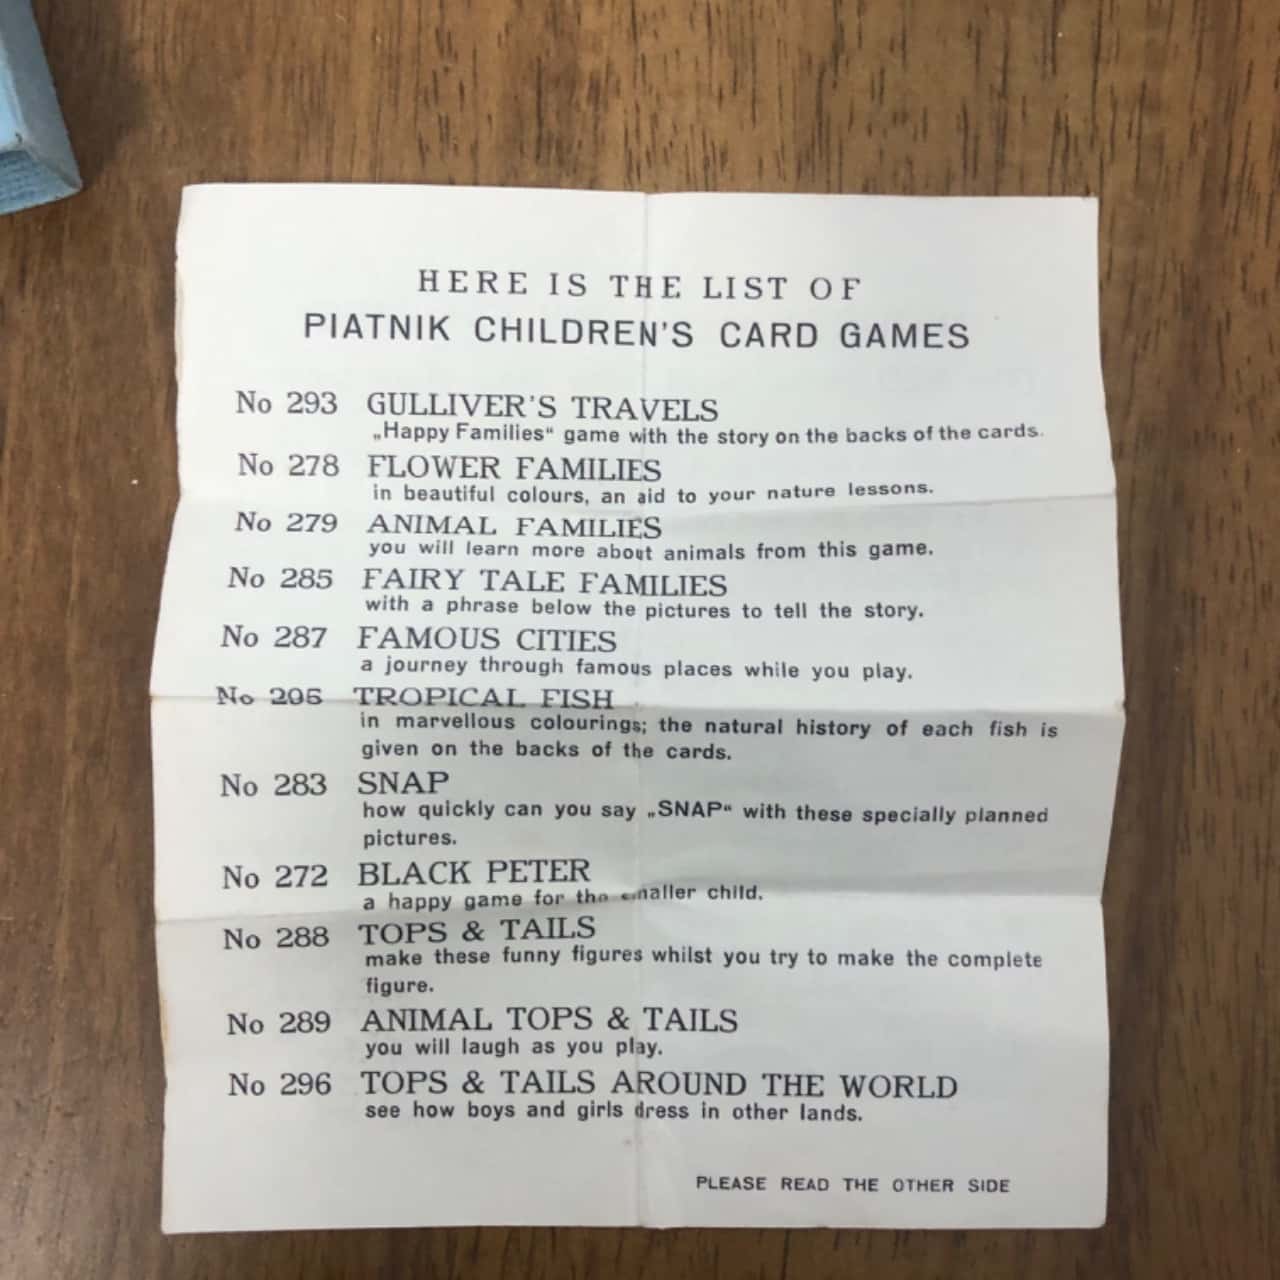 HERE IS THE LIST OF
PIATNIK CHILDREN'S CARD GAMES
No 293 GULLIVER'S TRAVELS
„Happy Families“ game with the story on the backs of the cards.
No 278 FLOWER FAMILIES
in beautiful colours, an aid to your nature lessons.
No 279 ANIMAL FAMILIES
you will learn more about animals from this game.
No 285 FAIRY TALE FAMILIES
with a phrase below the pictures to tell the story.
No 287 FAMOUS CITIES
a journey through famous places while you play.
No 295 TROPICAL FISH
in marvellous colourings; the natural history of each fish is
given on the backs of the cards.
No 283 SNAP
how quickly can you say „SNAP“ with these specially planned
pictures.
No 272 BLACK PETER
a happy game for the smaller child.
No 288 TOPS & TAILS
make these funny figures whilst you try to make the complete
figure.
No 289 ANIMAL TOPS & TAILS
you will laugh as you play.
No 296 TOPS & TAILS AROUND THE WORLD
see how boys and girls dress in other lands.
PLEASE READ THE OTHER SIDE